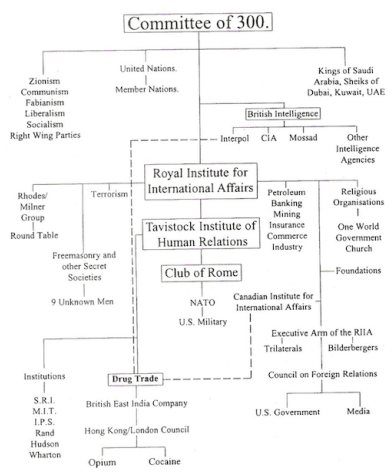 Committee of 300.
Zionism
Communism
Fabianism
Liberalism
Socialism
Right Wing Parties
United Nations.
Member Nations.
Kings of Saudi
Arabia, Sheiks of
Dubai, Kuwait, UAE
British Intelligence
Interpol
CIA
Mossad
Other
Intelligence
Agencies
Royal Institute for
International Affairs
Rhodes/
Milner
Group
Round Table
Terrorism
Freemasonry and
other Secret
Societies
9 Unknown Men
Tavistock Institute of
Human Relations
Club of Rome
NATO
U.S. Military
Petroleum
Banking
Mining
Insurance
Commerce
Industry
Religious
Organisations
One World
Government
Church
Foundations
Canadian Institute for
International Affairs
Executive Arm of the RIIA
Trilaterals
Bilderbergers
Council on Foreign Relations
U.S. Government
Media
Institutions
S.R.I.
M.I.T.
I.P.S.
Rand
Hudson
Wharton
Drug Trade
British East India Company
Hong Kong/London Council
Opium
Cocaine